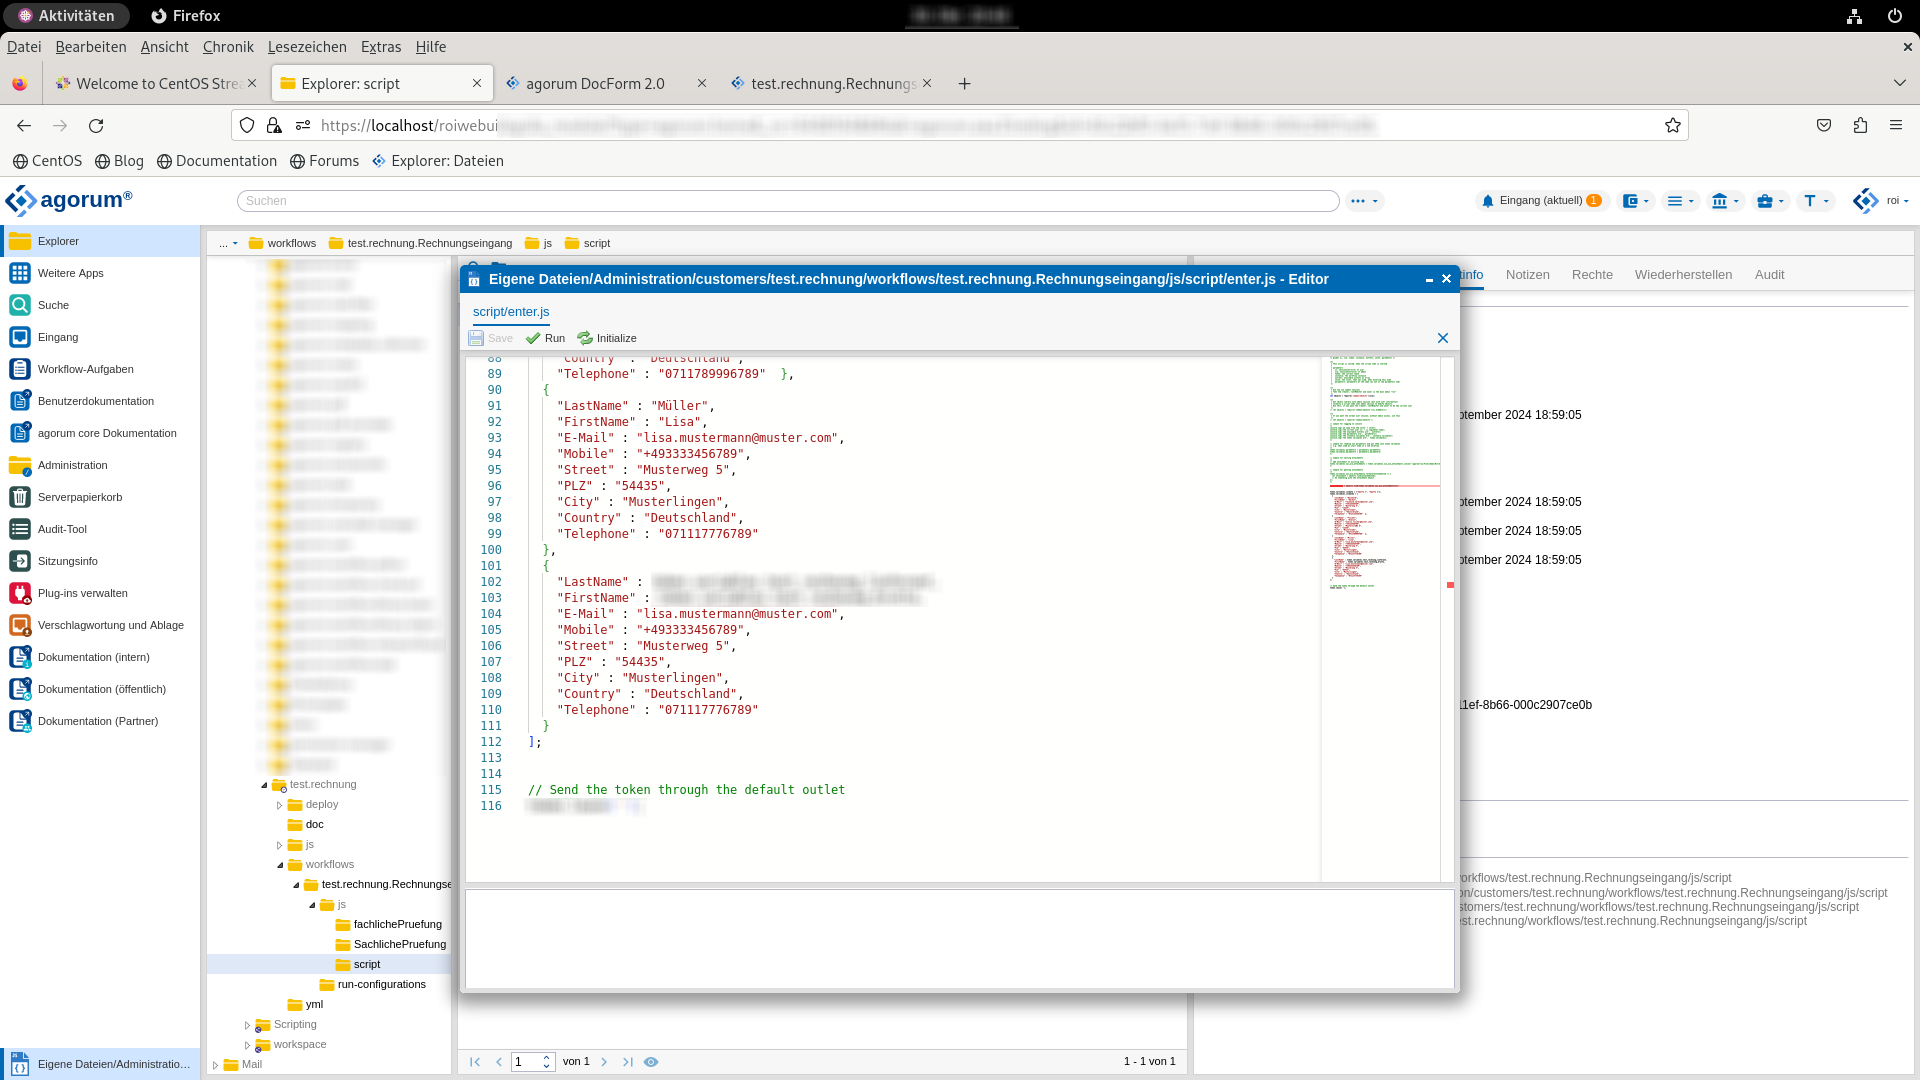 Aktivitäten
Firefox
Datei Bearbeiten Ansicht Chronik Lesezeichen Extras Hilfe
Welcome to CentOS Strea
Explorer: script
agorum DocForm 2.0
test.rechnung.Rechnungs
https://localhost/roiwebui
CentOS Blog Documentation Forums Explorer: Dateien
agorum®
Suchen
Eingang (aktuell) 1
T
roi
Explorer
Weitere Apps
Suche
Eingang
Workflow-Aufgaben
Benutzerdokumentation
agorum core Dokumentation
Administration
Serverpapierkorb
Audit-Tool
Sitzungsinfo
Plug-ins verwalten
Verschlagwortung und Ablage
Dokumentation (intern)
Dokumentation (öffentlich)
Dokumentation (Partner)
Eigene Dateien/Administratio...
... workflows test.rechnung.Rechnungseingang js script
test.rechnung
deploy
doc
js
workflows
test.rechnung.Rechnungse
js
fachlichePruefung
SachlichePruefung
script
run-configurations
yml
Scripting
workspace
Mail
Eigene Dateien/Administration/customers/test.rechnung/workflows/test.rechnung.Rechnungseingang/js/script/enter.js - Editor
script/enter.js
Save Run Initialize
88 "Country" : "Deutschland",
89 "Telephone" : "0711789996789" },
90 {
91 "LastName" : "Müller",
92 "FirstName" : "Lisa",
93 "E-Mail" : "lisa.mustermann@muster.com",
94 "Mobile" : "+493333456789",
95 "Street" : "Musterweg 5",
96 "PLZ" : "54435",
97 "City" : "Musterlingen",
98 "Country" : "Deutschland",
99 "Telephone" : "071117776789"
100 },
101 {
102 "LastName" :
103 "FirstName" :
104 "E-Mail" : "lisa.mustermann@muster.com",
105 "Mobile" : "+493333456789",
106 "Street" : "Musterweg 5",
107 "PLZ" : "54435",
108 "City" : "Musterlingen",
109 "Country" : "Deutschland",
110 "Telephone" : "071117776789"
111 }
112 ];
113
114
115 // Send the token through the default outlet
116
1 von 1
1 - 1 von 1
tinfo Notizen Rechte Wiederherstellen Audit
ptember 2024 18:59:05
ptember 2024 18:59:05
ptember 2024 18:59:05
ptember 2024 18:59:05
11ef-8b66-000c2907ce0b
workflows/test.rechnung.Rechnungseingang/js/script
on/customers/test.rechnung/workflows/test.rechnung.Rechnungseingang/js/script
stomers/test.rechnung/workflows/test.rechnung.Rechnungseingang/js/script
est.rechnung/workflows/test.rechnung.Rechnungseingang/js/script